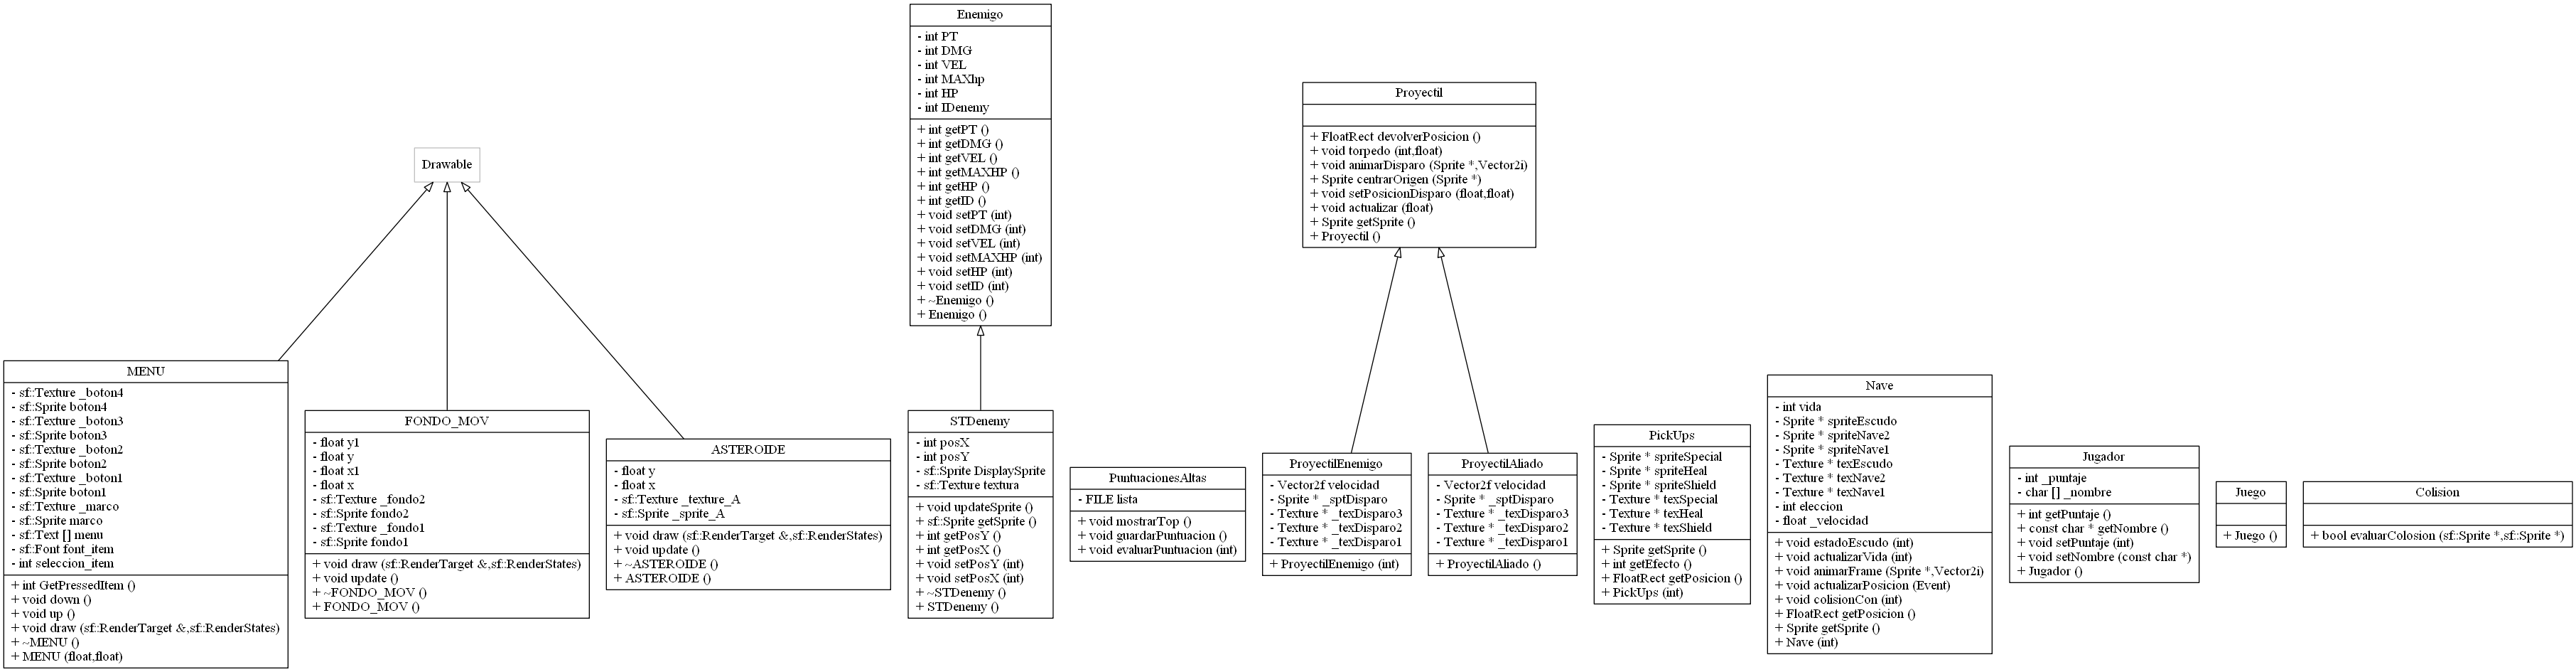 Drawable
MENU
- sf::Texture _boton4
- sf::Sprite boton4
- sf::Texture _boton3
- sf::Sprite boton3
- sf::Texture _boton2
- sf::Sprite boton2
- sf::Texture _boton1
- sf::Sprite boton1
- sf::Texture _marco
- sf::Sprite marco
- sf::Text [] menu
- sf::Font font_item
- int seleccion_item
+ int GetPressedItem ()
+ void down ()
+ void up ()
+ void draw (sf::RenderTarget &,sf::RenderStates)
+ ~MENU ()
+ MENU (float,float)
FONDO_MOV
- float y1
- float y
- float x1
- float x
- sf::Texture _fondo2
- sf::Sprite fondo2
- sf::Texture _fondo1
- sf::Sprite fondo1
+ void draw (sf::RenderTarget &,sf::RenderStates)
+ void update ()
+ ~FONDO_MOV ()
+ FONDO_MOV ()
ASTEROIDE
- float y
- float x
- sf::Texture _texture_A
- sf::Sprite _sprite_A
+ void draw (sf::RenderTarget &,sf::RenderStates)
+ void update ()
+ ~ASTEROIDE ()
+ ASTEROIDE ()
Enemigo
- int PT
- int DMG
- int VEL
- int MAXhp
- int HP
- int IDenemy
+ int getPT ()
+ int getDMG ()
+ int getVEL ()
+ int getMAXHP ()
+ int getHP ()
+ int getID ()
+ void setPT (int)
+ void setDMG (int)
+ void setVEL (int)
+ void setMAXHP (int)
+ void setHP (int)
+ void setID (int)
+ ~Enemigo ()
+ Enemigo ()
STDenemy
- int posX
- int posY
- sf::Sprite DisplaySprite
- sf::Texture textura
+ void updateSprite ()
+ sf::Sprite getSprite ()
+ int getPosY ()
+ int getPosX ()
+ void setPosY (int)
+ void setPosX (int)
+ ~STDenemy ()
+ STDenemy ()
PuntuacionesAltas
- FILE lista
+ void mostrarTop ()
+ void guardarPuntuacion ()
+ void evaluarPuntuacion (int)
Proyectil
+ FloatRect devolverPosicion ()
+ void torpedo (int,float)
+ void animarDisparo (Sprite *,Vector2i)
+ Sprite centrarOrigen (Sprite *)
+ void setPosicionDisparo (float,float)
+ void actualizar (float)
+ Sprite getSprite ()
+ Proyectil ()
ProyectilEnemigo
- Vector2f velocidad
- Sprite * _sptDisparo
- Texture * _texDisparo3
- Texture * _texDisparo2
- Texture * _texDisparo1
+ ProyectilEnemigo (int)
ProyectilAliado
- Vector2f velocidad
- Sprite * _sptDisparo
- Texture * _texDisparo3
- Texture * _texDisparo2
- Texture * _texDisparo1
+ ProyectilAliado ()
PickUps
- Sprite * spriteSpecial
- Sprite * spriteHeal
- Sprite * spriteShield
- Texture * texSpecial
- Texture * texHeal
- Texture * texShield
+ Sprite getSprite ()
+ int getEfecto ()
+ FloatRect getPosicion ()
+ PickUps (int)
Nave
- int vida
- Sprite * spriteEscudo
- Sprite * spriteNave2
- Sprite * spriteNave1
- Texture * texEscudo
- Texture * texNave2
- Texture * texNave1
- int eleccion
- float _velocidad
+ void estadoEscudo (int)
+ void actualizarVida (int)
+ void animarFrame (Sprite *,Vector2i)
+ void actualizarPosicion (Event)
+ void colisionCon (int)
+ FloatRect getPosicion ()
+ Sprite getSprite ()
+ Nave (int)
Jugador
- int _puntaje
- char [] _nombre
+ int getPuntaje ()
+ const char * getNombre ()
+ void setPuntaje (int)
+ void setNombre (const char *)
+ Jugador ()
Juego
+ Juego ()
Colision
+ bool evaluarColosion (sf::Sprite *,sf::Sprite *)